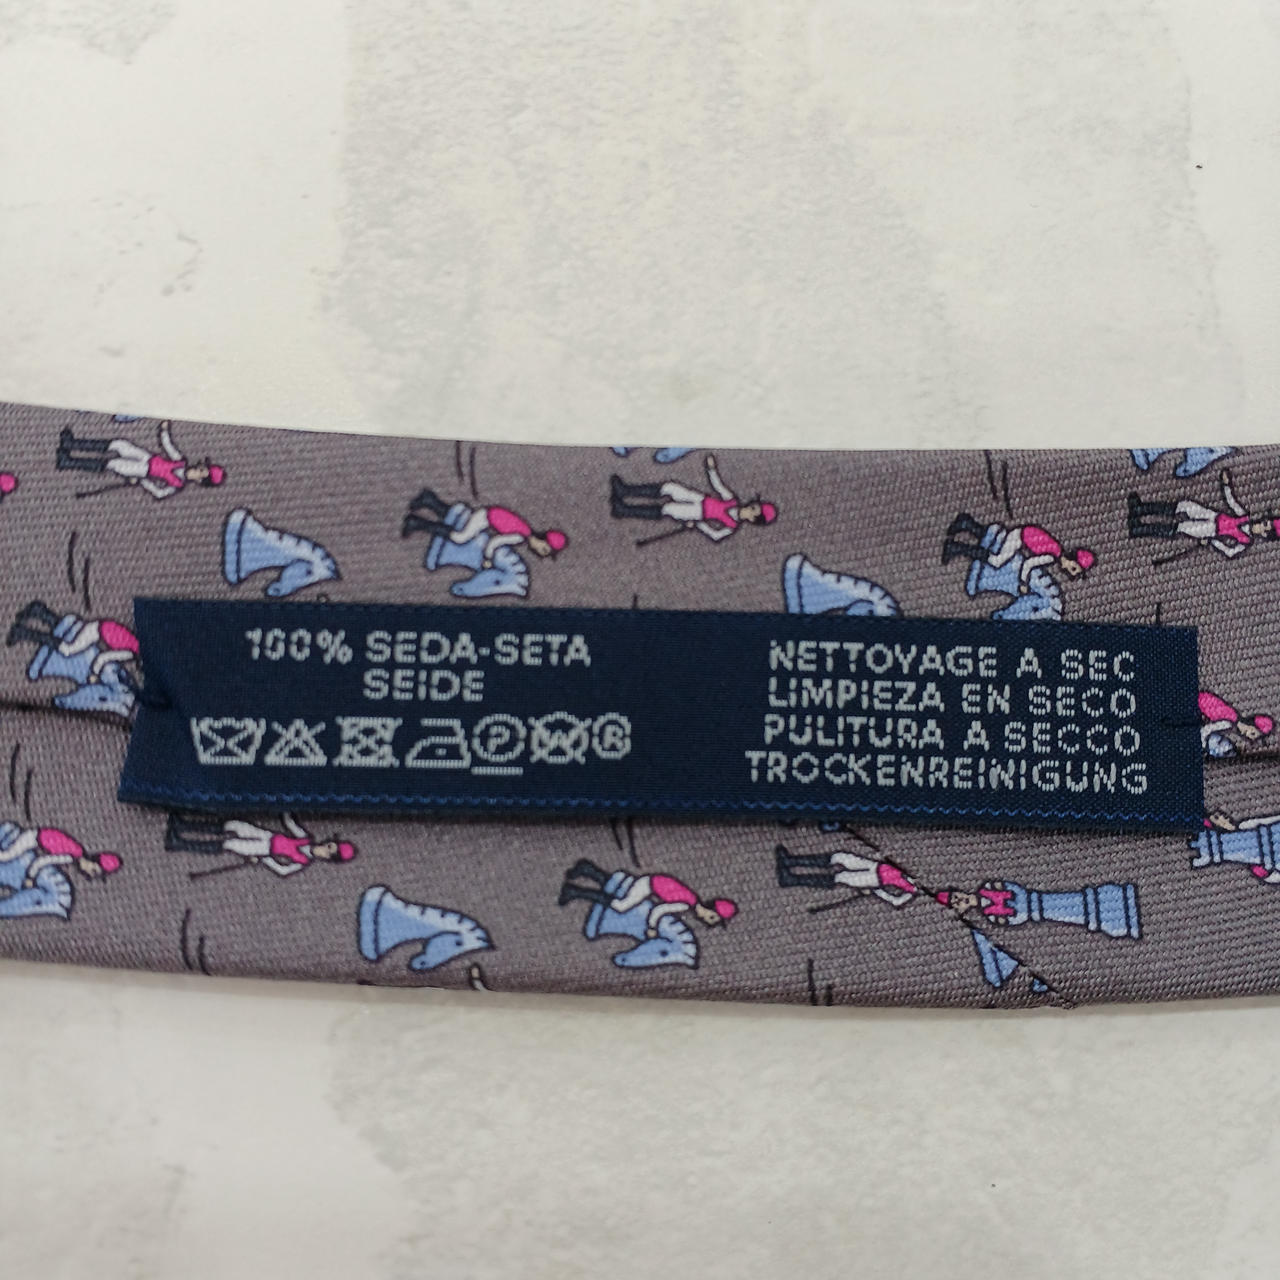 100% SEDA-SETA
SEIDE
P W R
NETTOYAGE A SEC
LIMPIEZA EN SECO
PULITURA A SECCO
TROCKENREINIGUNG